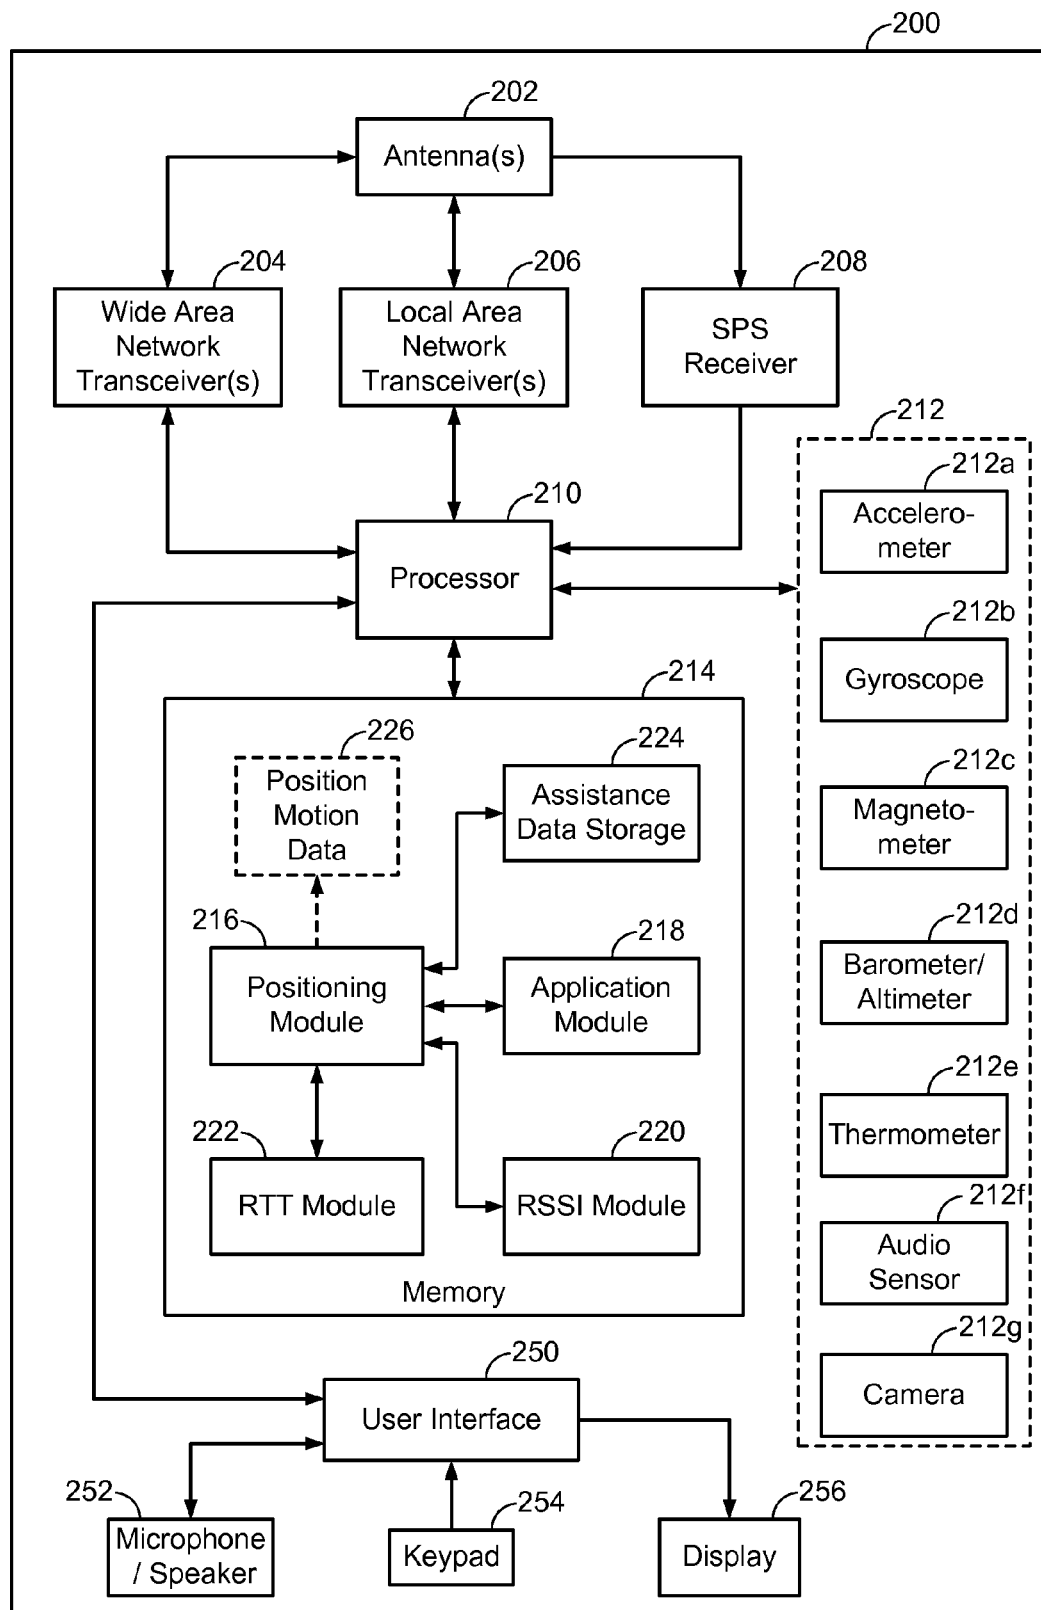 200
202
Antenna(s)
204
206
208
Wide Area
Network
Transceiver(s)
Local Area
Network
Transceiver(s)
SPS
Receiver
212
210
Processor
212a
Accelero-
meter
212b
Gyroscope
212c
Magneto-
meter
212d
Barometer/
Altimeter
212e
Thermometer
212f
Audio
Sensor
212g
Camera
214
226
Position
Motion
Data
224
Assistance
Data Storage
216
Positioning
Module
218
Application
Module
222
RTT Module
220
RSSI Module
Memory
250
User Interface
252
Microphone
/ Speaker
254
Keypad
256
Display